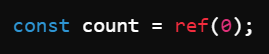 const count = ref(0);